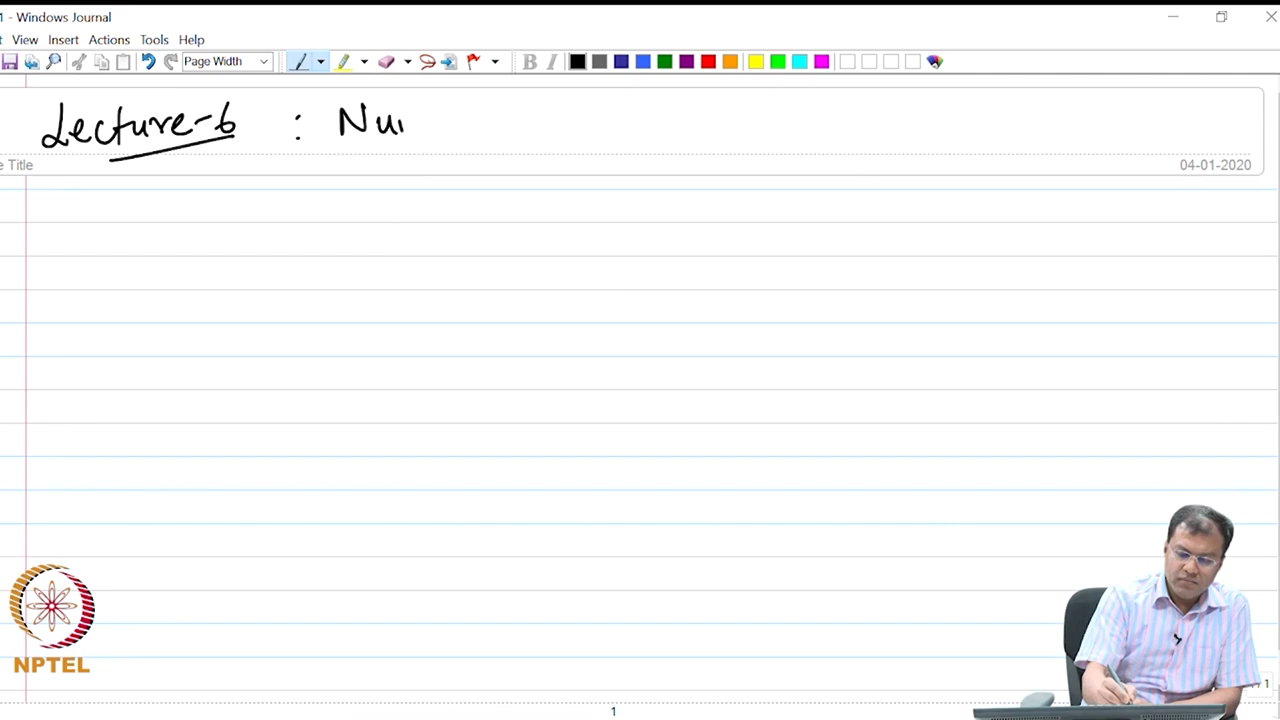 1 - Windows Journal
t View Insert Actions Tools Help
Page Width B I
Lecture-6 : Nu
e Title 04-01-2020
NPTEL
1
1